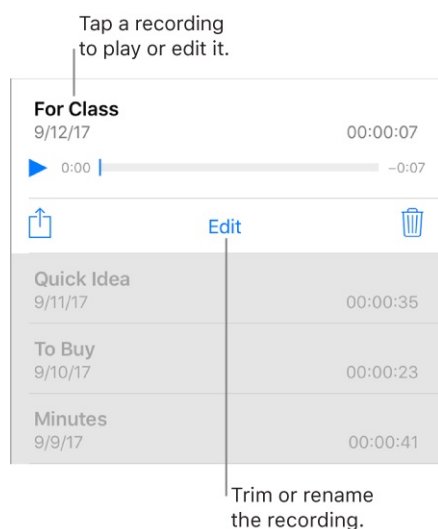 Tap a recording
to play or edit it.
For Class
9/12/17 00:00:07
0:00 −0:07
Edit
Quick Idea
9/11/17 00:00:35
To Buy
9/10/17 00:00:23
Minutes
9/9/17 00:00:41
Trim or rename
the recording.